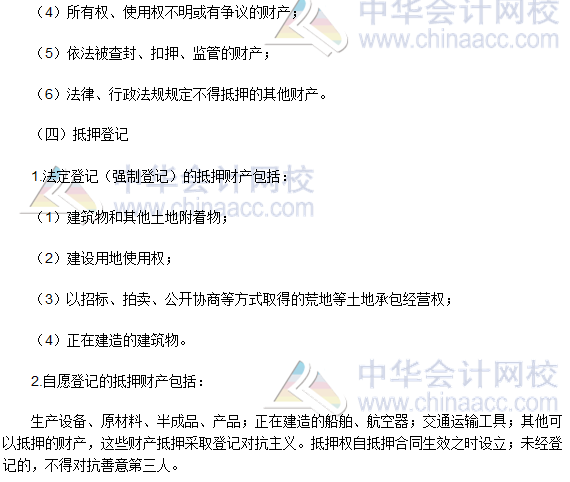 （4）所有权、使用权不明或有争议的财产；
中华会计网校
www.chinaacc.com
（5）依法被查封、扣押、监管的财产；
（6）法律、行政法规规定不得抵押的其他财产。
（四）抵押登记
1.法定登记（强制登记）的抵押财产包括：
中华会计网校
www.chinaacc.com
（1）建筑物和其他土地附着物；
（2）建设用地使用权；
（3）以招标、拍卖、公开协商等方式取得的荒地等土地承包经营权；
（4）正在建造的建筑物。
2.自愿登记的抵押财产包括：
中华会计网校
www.chinaacc.com
生产设备、原材料、半成品、产品；正在建造的船舶、航空器；交通运输工具；其他可
以抵押的财产，这些财产抵押采取登记对抗主义。抵押权自抵押合同生效之时设立；未经登
记的，不得对抗善意第三人。